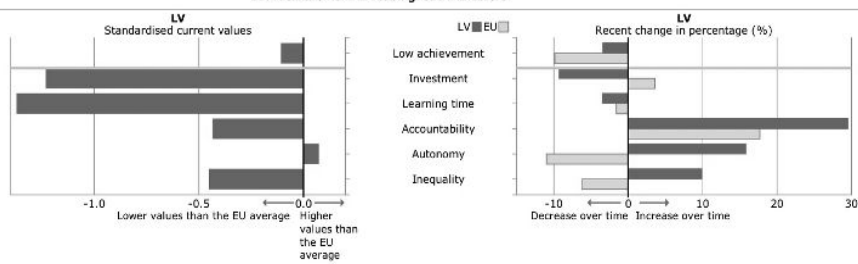 LV
Standardised current values
LV EU
LV
Recent change in percentage (%)
Low achievement
Investment
Learning time
Accountability
Autonomy
Inequality
-1.0
-0.5
0.0
Lower values than the EU average
Higher
values than
the EU
average
-10
0
10
20
30
Decrease over time
Increase over time